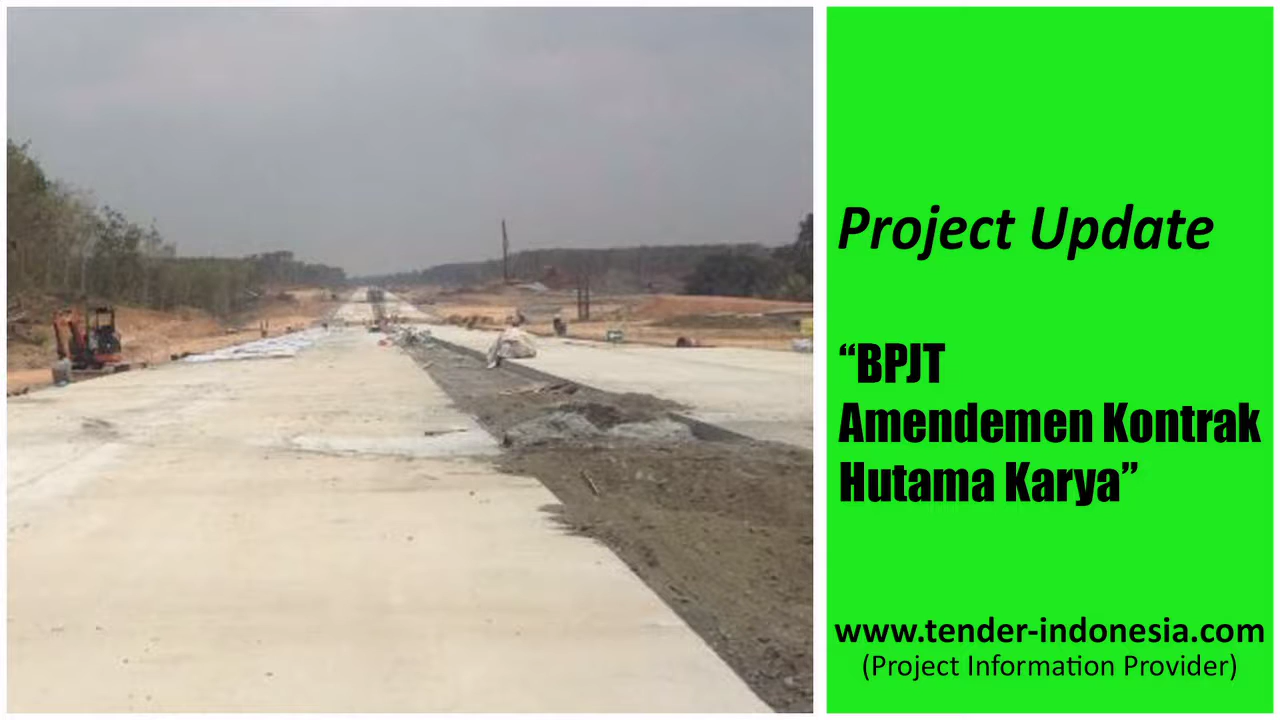 Project Update
“BPJT
Amendemen Kontrak
Hutama Karya”
www.tender-indonesia.com
(Project Information Provider)